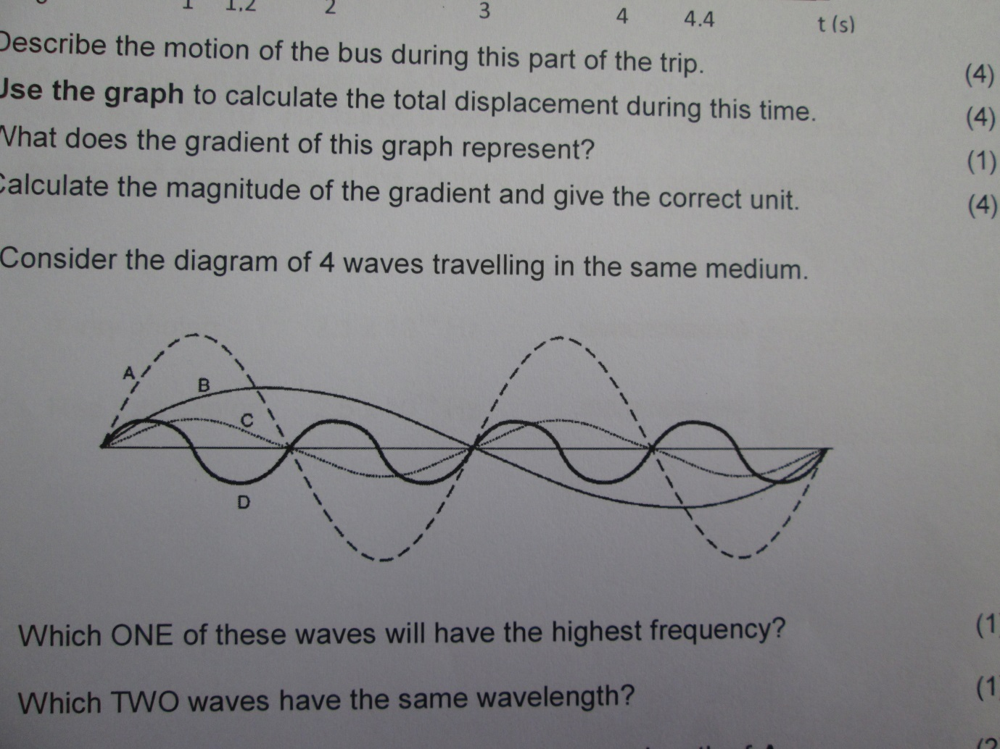 1 1,2 2 3 4 4.4 t (s)
Describe the motion of the bus during this part of the trip. (4)
Use the graph to calculate the total displacement during this time. (4)
What does the gradient of this graph represent? (1)
Calculate the magnitude of the gradient and give the correct unit. (4)
Consider the diagram of 4 waves travelling in the same medium.
A
B
C
D
Which ONE of these waves will have the highest frequency? (1
Which TWO waves have the same wavelength? (1